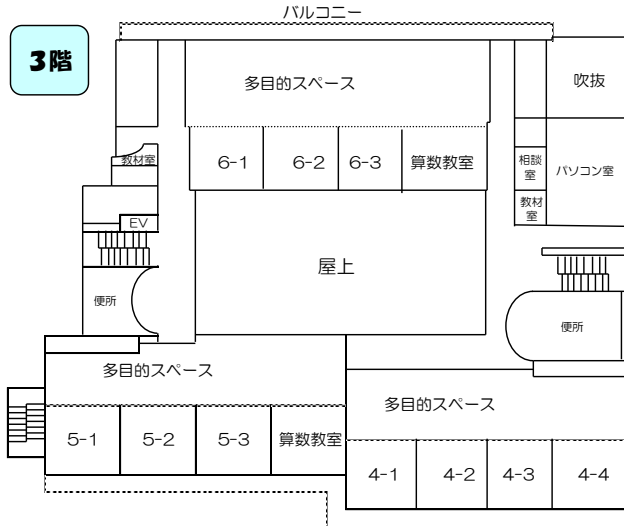 バルコニー
3階
多目的スペース
吹抜
教材室
6-1
6-2
6-3
算数教室
相談
室
パソコン室
教材
室
EV
屋上
便所
便所
多目的スペース
多目的スペース
5-1
5-2
5-3
算数教室
4-1
4-2
4-3
4-4